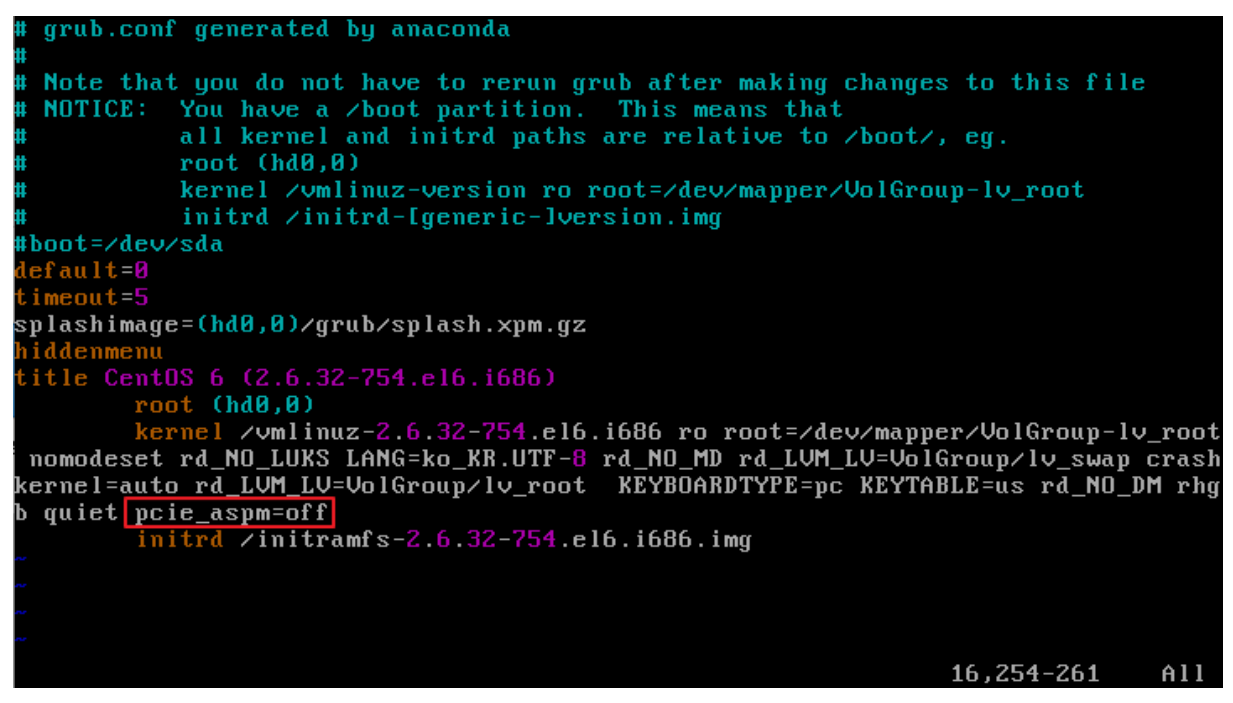 # grub.conf generated by anaconda
#
# Note that you do not have to rerun grub after making changes to this file
# NOTICE:  You have a /boot partition.  This means that
#          all kernel and initrd paths are relative to /boot/, eg.
#          root (hd0,0)
#          kernel /vmlinuz-version ro root=/dev/mapper/VolGroup-lv_root
#          initrd /initrd-[generic-]version.img
#boot=/dev/sda
default=0
timeout=5
splashimage=(hd0,0)/grub/splash.xpm.gz
hiddenmenu
title CentOS 6 (2.6.32-754.el6.i686)
        root (hd0,0)
        kernel /vmlinuz-2.6.32-754.el6.i686 ro root=/dev/mapper/VolGroup-lv_root
 nomodeset rd_NO_LUKS LANG=ko_KR.UTF-8 rd_NO_MD rd_LVM_LV=VolGroup/lv_swap crash
kernel=auto rd_LVM_LV=VolGroup/lv_root  KEYBOARDTYPE=pc KEYTABLE=us rd_NO_DM rhg
b quiet pcie_aspm=off
        initrd /initramfs-2.6.32-754.el6.i686.img
~
~
~
~
16,254-261    All